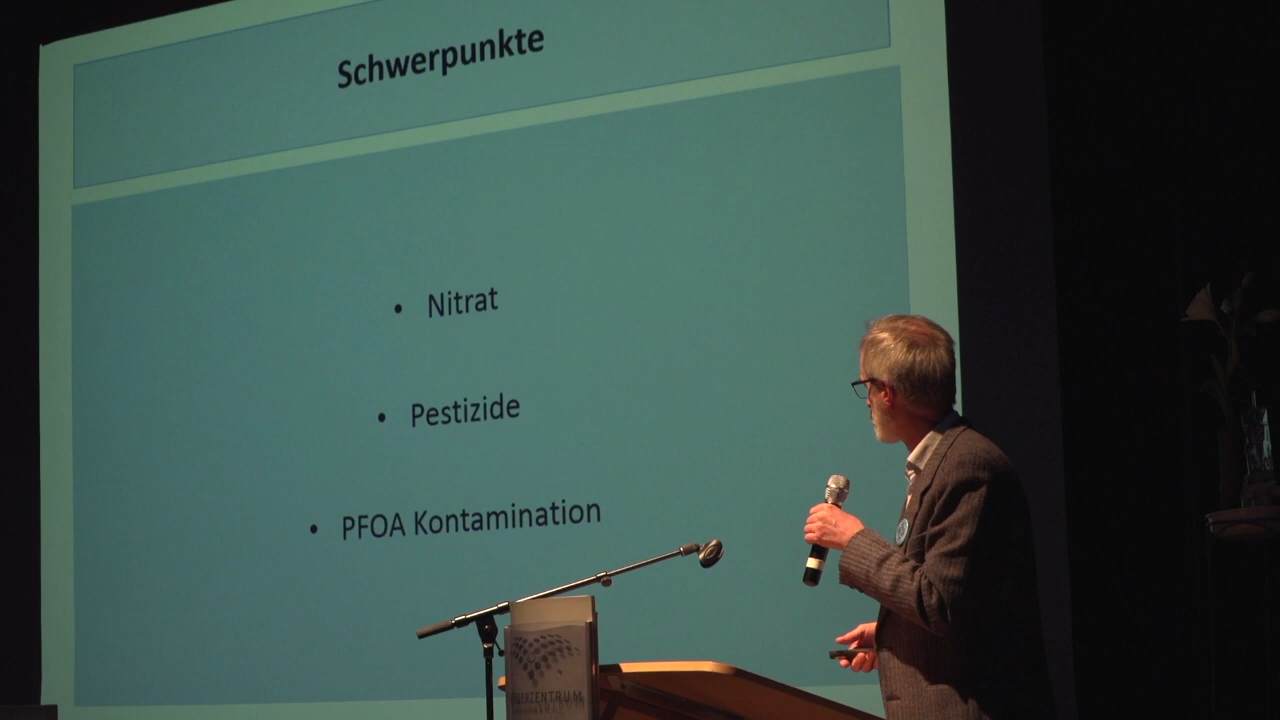 Schwerpunkte
• Nitrat
• Pestizide
• PFOA Kontamination